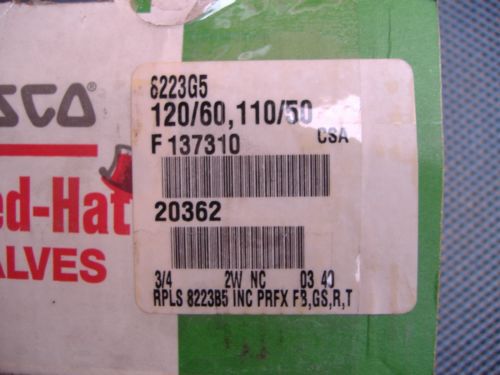 SCO®
ed-Hat
ALVES
8223G5
120/60,110/50
F 137310 CSA
20362
3/4 2W NC 03 40
RPLS 8223B5 INC PRFX FB,GS,R,T